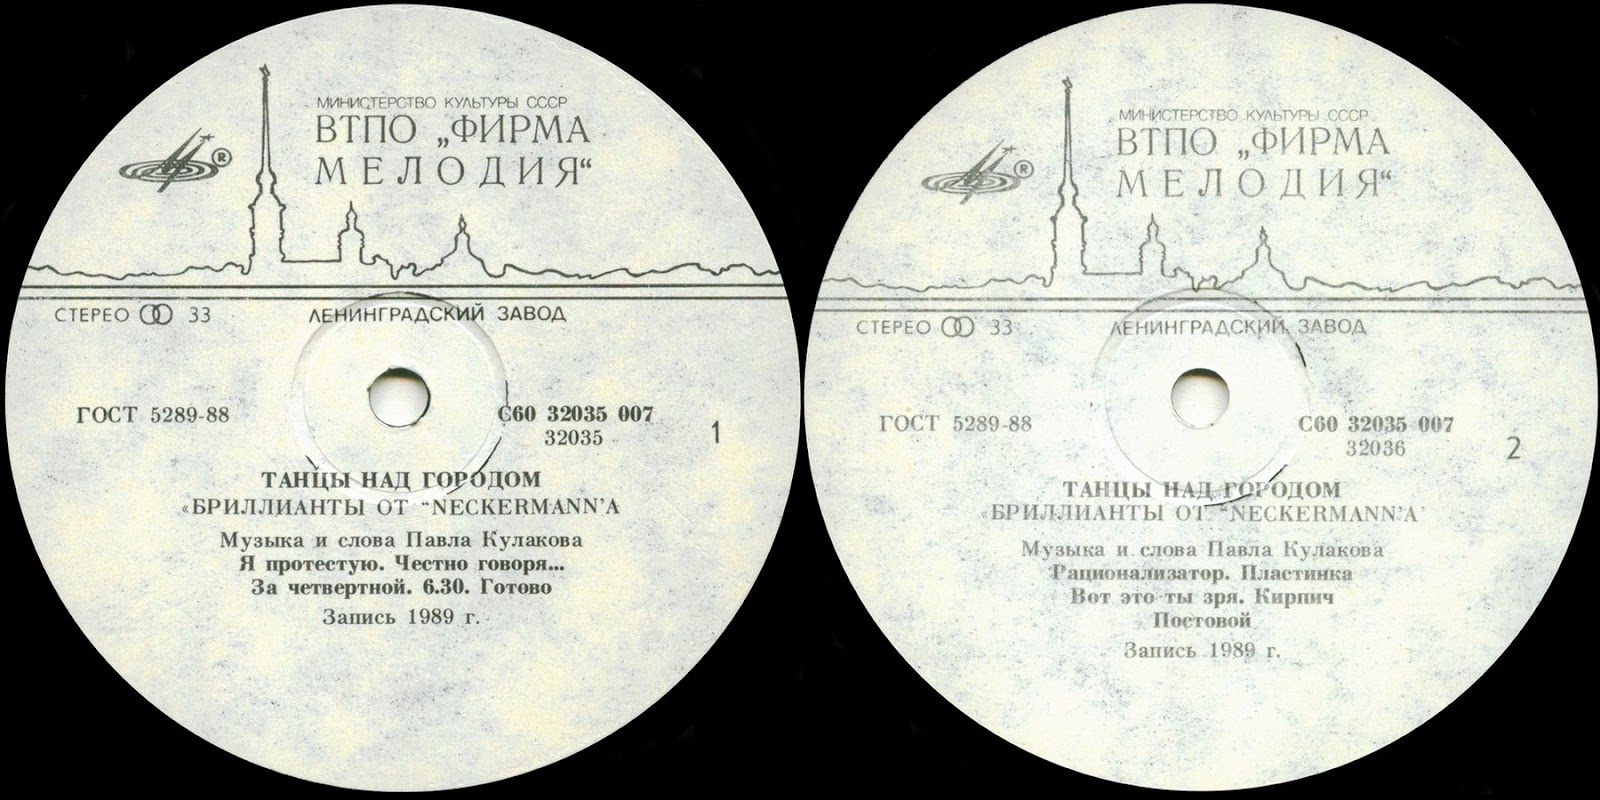 МИНИСТЕРСТВО КУЛЬТУРЫ СССР
ВТПО „ФИРМА
МЕЛОДИЯ“
®
СТЕРЕО 33
ЛЕНИНГРАДСКИЙ ЗАВОД
ГОСТ 5289-88
С60 32035 007
32035
1
ТАНЦЫ НАД ГОРОДОМ
«БРИЛЛИАНТЫ ОТ “NECKERMANN'А
Музыка и слова Павла Кулакова
Я протестую. Честно говоря...
За четвертной. 6.30. Готово
Запись 1989 г.
МИНИСТЕРСТВО КУЛЬТУРЫ СССР
ВТПО „ФИРМА
МЕЛОДИЯ“
®
СТЕРЕО 33
ЛЕНИНГРАДСКИЙ ЗАВОД
ГОСТ 5289-88
С60 32035 007
32036
2
ТАНЦЫ НАД ГОРОДОМ
«БРИЛЛИАНТЫ ОТ “NECKERMANN'А'
Музыка и слова Павла Кулакова
Рационализатор. Пластинка
Вот это ты зря. Кирпич
Постовой
Запись 1989 г.